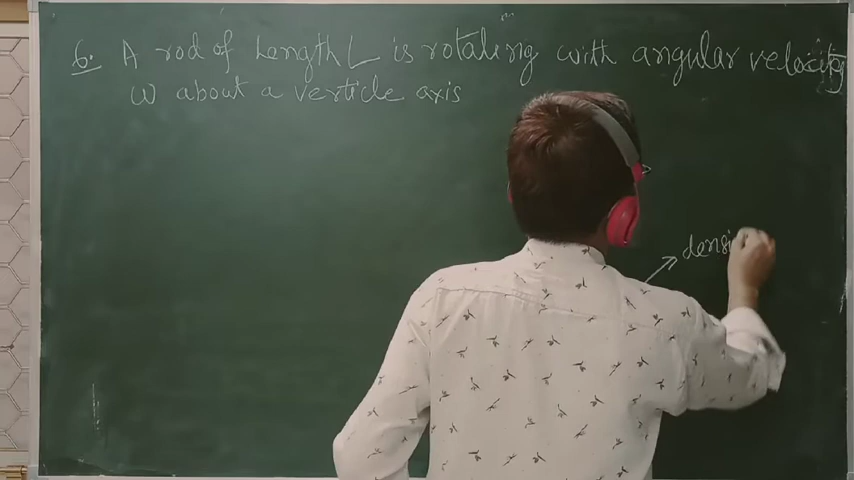 6. A rod of Length L is rotating with angular velocity
ω about a verticle axis
densi